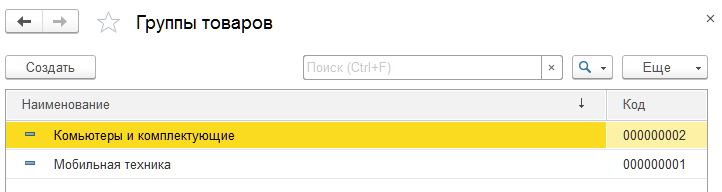 Группы товаров
Создать Поиск (Ctrl+F) Еще
Наименование Код
Комьютеры и комплектующие 000000002
Мобильная техника 000000001